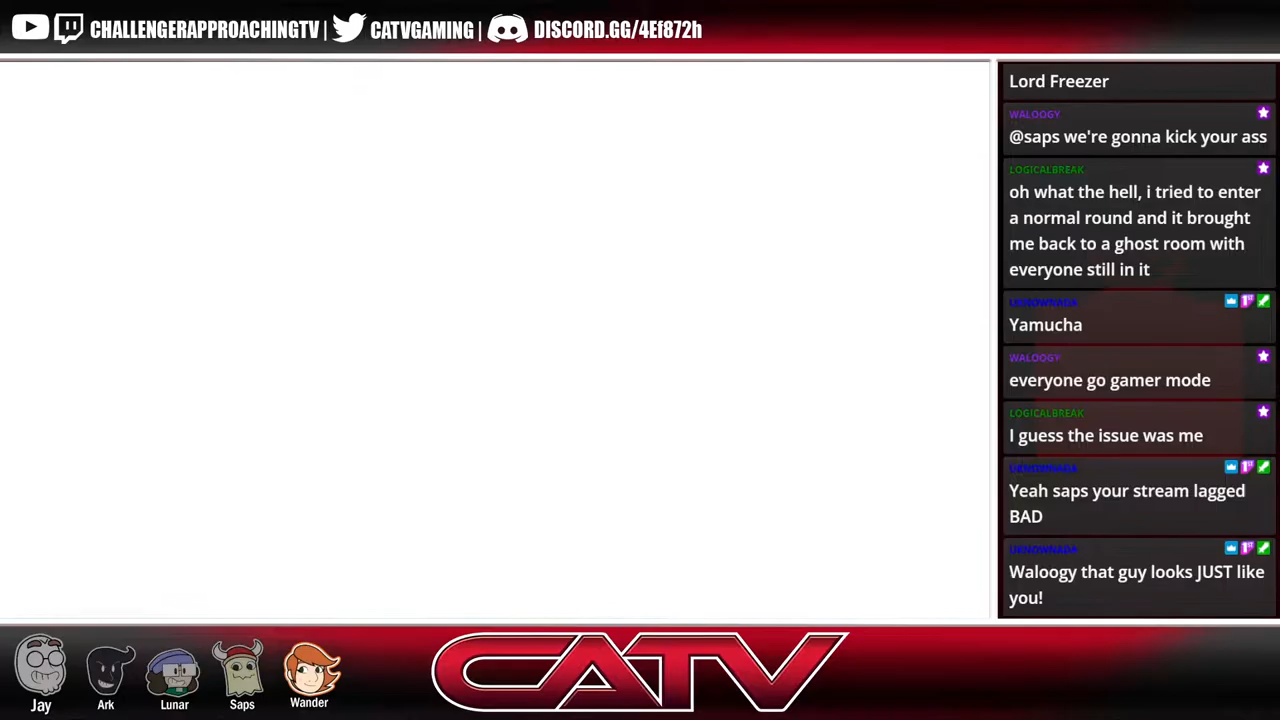 CHALLENGERAPPROACHINGTV | CATVGAMING | DISCORD.GG/4Ef872h
Lord Freezer
WALOOGY
@saps we're gonna kick your ass
LOGICALBREAK
oh what the hell, i tried to enter
a normal round and it brought
me back to a ghost room with
everyone still in it
UKNOWNADA
Yamucha
WALOOGY
everyone go gamer mode
LOGICALBREAK
I guess the issue was me
UKNOWNADA
Yeah saps your stream lagged
BAD
UKNOWNADA
Waloogy that guy looks JUST like
you!
Jay Ark Lunar Saps Wander
CATV